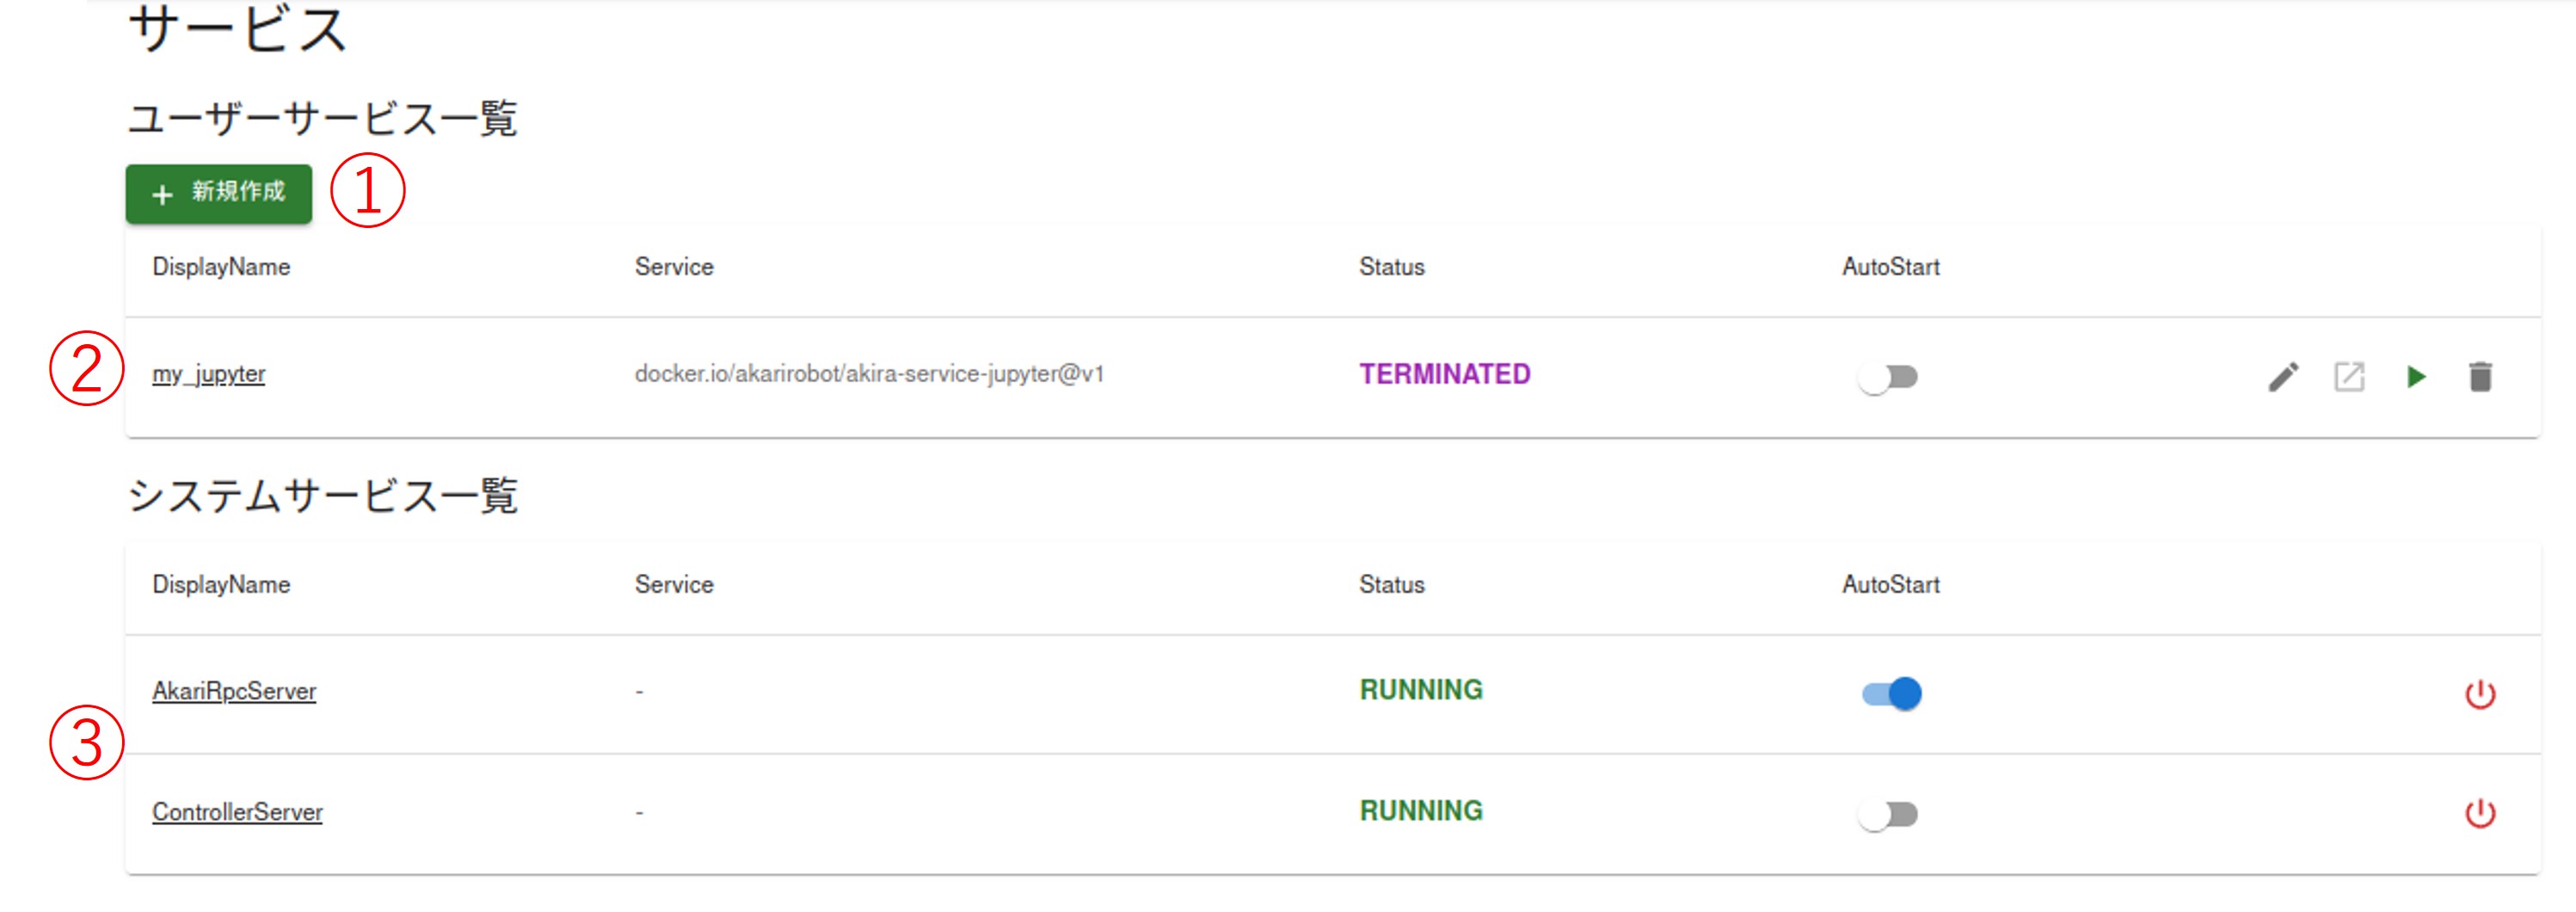 サービス
ユーザーサービス一覧
+ 新規作成 ①
DisplayName Service Status AutoStart
② my_jupyter docker.io/akarirobot/akira-service-jupyter@v1 TERMINATED
システムサービス一覧
DisplayName Service Status AutoStart
AkariRpcServer - RUNNING
③
ControllerServer - RUNNING